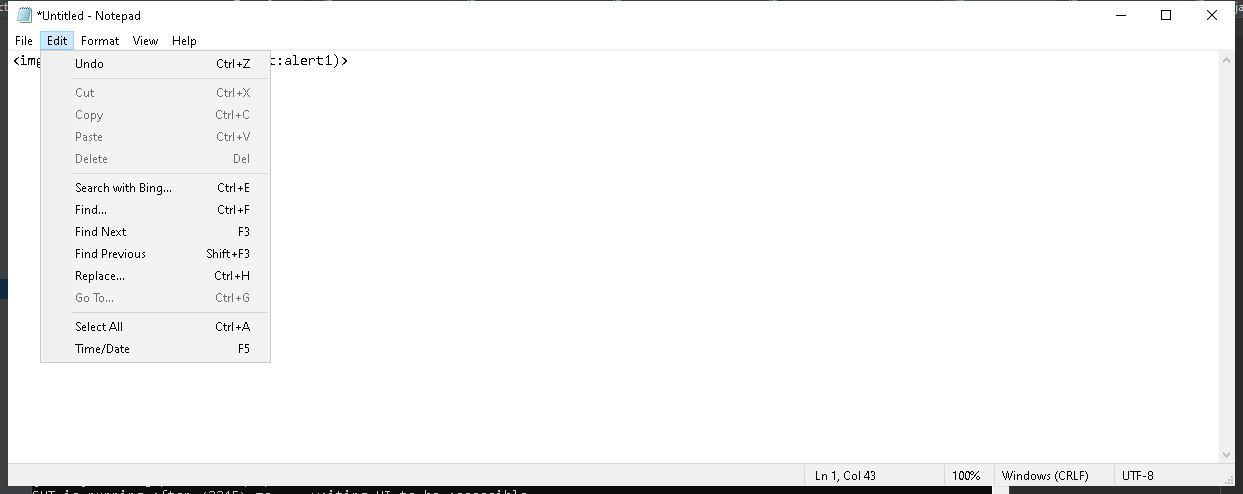 *Untitled - Notepad
File Edit Format View Help
<img t:alert1)>
Undo Ctrl+Z
Cut Ctrl+X
Copy Ctrl+C
Paste Ctrl+V
Delete Del
Search with Bing... Ctrl+E
Find... Ctrl+F
Find Next F3
Find Previous Shift+F3
Replace... Ctrl+H
Go To... Ctrl+G
Select All Ctrl+A
Time/Date F5
Ln 1, Col 43 100% Windows (CRLF) UTF-8